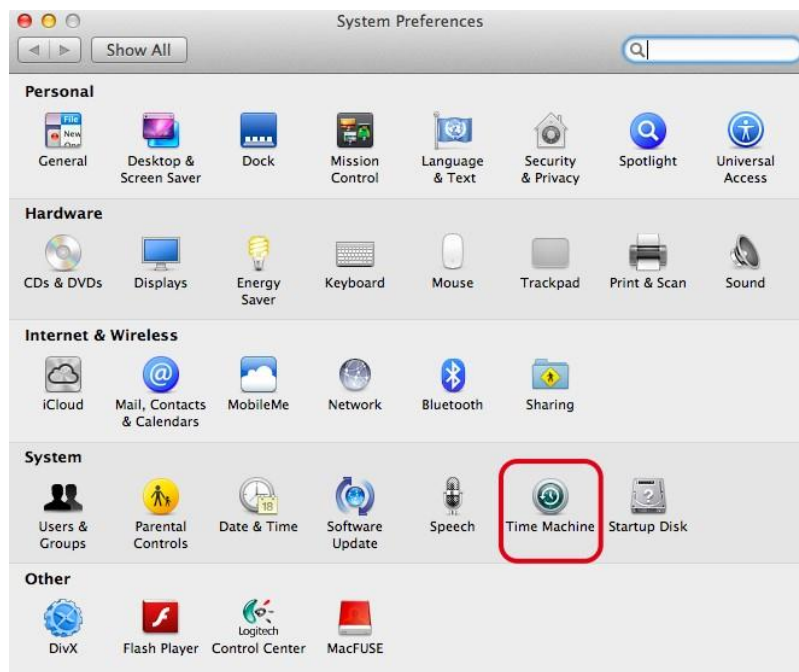 System Preferences
Show All
Personal
File
New
General
Desktop &
Screen Saver
Dock
Mission
Control
Language
& Text
Security
& Privacy
Spotlight
Universal
Access
Hardware
CDs & DVDs
Displays
Energy
Saver
Keyboard
Mouse
Trackpad
Print & Scan
Sound
Internet & Wireless
iCloud
@
Mail, Contacts
& Calendars
MobileMe
Network
Bluetooth
Sharing
System
Users &
Groups
Parental
Controls
18
Date & Time
Software
Update
Speech
Time Machine
?
Startup Disk
Other
DivX
Flash Player
Logitech
Control Center
MacFUSE